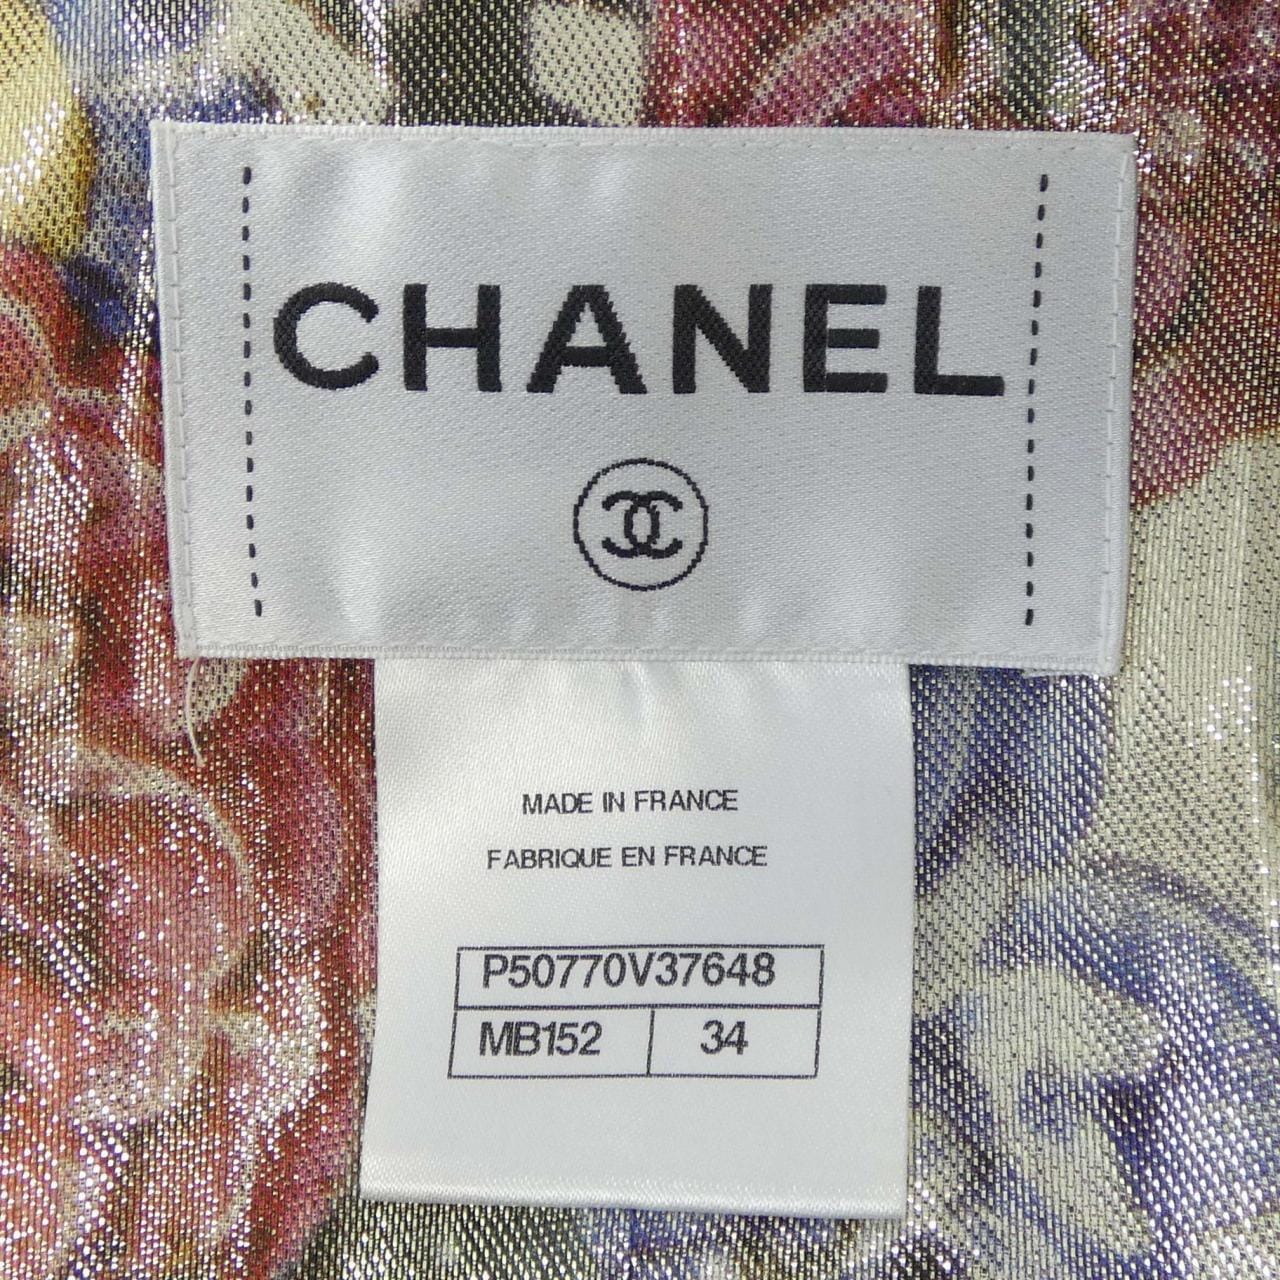 CHANEL
MADE IN FRANCE
FABRIQUE EN FRANCE
P50770V37648
MB152 34